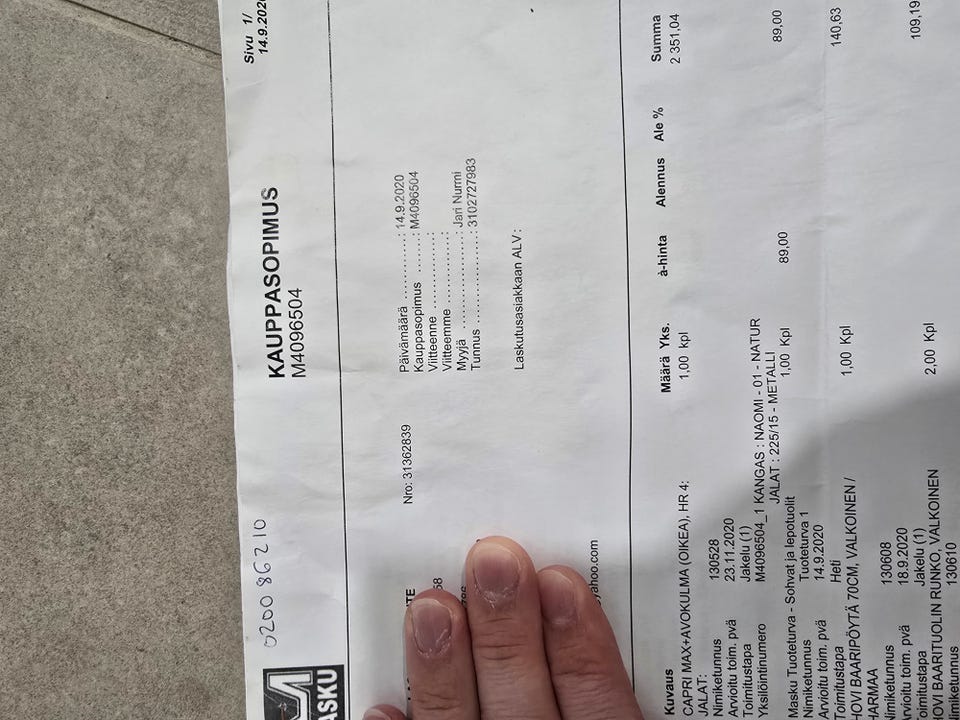 Sivu 1/
14.9.2020
0200 86210
KAUPPASOPIMUS
M4096504
MASKU
Nro: 31362839
Päivämäärä ............: 14.9.2020
Kauppasopimus .......: M4096504
Viitteenne ...............:
Viitteemme ..............:
Myyjä ....................: Jari Nurmi
Tunnus ..................: 3102727983
Laskutusasiakkaan ALV:
yahoo.com
Kuvaus Määrä Yks. à-hinta Alennus Ale % Summa
CAPRI MAX+AVOKULMA (OIKEA), HR 4; 1,00 kpl 2 351,04
JALAT:
Nimiketunnus 130528
Arvioitu toim. pvä 23.11.2020
Toimitustapa Jakelu (1)
Yksilöintinumero M4096504_1 KANGAS : NAOMI - 01 - NATUR
JALAT : 225/15 - METALLI
Masku Tuoteturva - Sohvat ja lepotuolit 1,00 Kpl 89,00 89,00
Nimiketunnus Tuoteturva 1
Arvioitu toim. pvä 14.9.2020
Toimitustapa Heti
HOVI BAARIPÖYTÄ 70CM, VALKOINEN / 1,00 Kpl 140,63
HARMAA
Nimiketunnus 130608
Arvioitu toim. pvä 18.9.2020
Toimitustapa Jakelu (1)
HOVI BAARITUOLIN RUNKO, VALKOINEN 2,00 Kpl 109,19
Nimiketunnus 130610